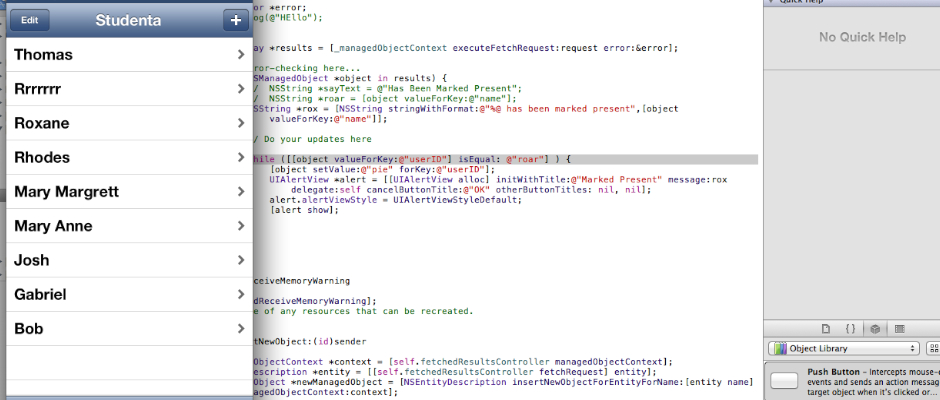 Edit
Studenta
+
Thomas
Rrrrrrr
Roxane
Rhodes
Mary Margrett
Mary Anne
Josh
Gabriel
Bob
or *error;
og(@"HEllo");
ay *results = [_managedObjectContext executeFetchRequest:request error:&error];
ror-checking here...
SManagedObject *object in results) {
/  NSString *sayText = @"Has Been Marked Present";
/  NSString *roar = [object valueForKey:@"name"];
SString *rox = [NSString stringWithFormat:@"%@ has been marked present",[object
valueForKey:@"name"]];
/ Do your updates here
hile ([[object valueForKey:@"userID"] isEqual: @"roar"] ) {
[object setValue:@"pie" forKey:@"userID"];
UIAlertView *alert = [[UIAlertView alloc] initWithTitle:@"Marked Present" message:rox
delegate:self cancelButtonTitle:@"OK" otherButtonTitles: nil, nil];
alert.alertViewStyle = UIAlertViewStyleDefault;
[alert show];
ceiveMemoryWarning
dReceiveMemoryWarning];
e of any resources that can be recreated.
tNewObject:(id)sender
ObjectContext *context = [self.fetchedResultsController managedObjectContext];
escription *entity = [[self.fetchedResultsController fetchRequest] entity];
Object *newManagedObject = [NSEntityDescription insertNewObjectForEntityForName:[entity name]
agedObjectContext:context];
Quick Help
No Quick Help
{ }
Object Library
Push Button - Intercepts mouse-d
events and sends an action messag
target object when it's clicked or...